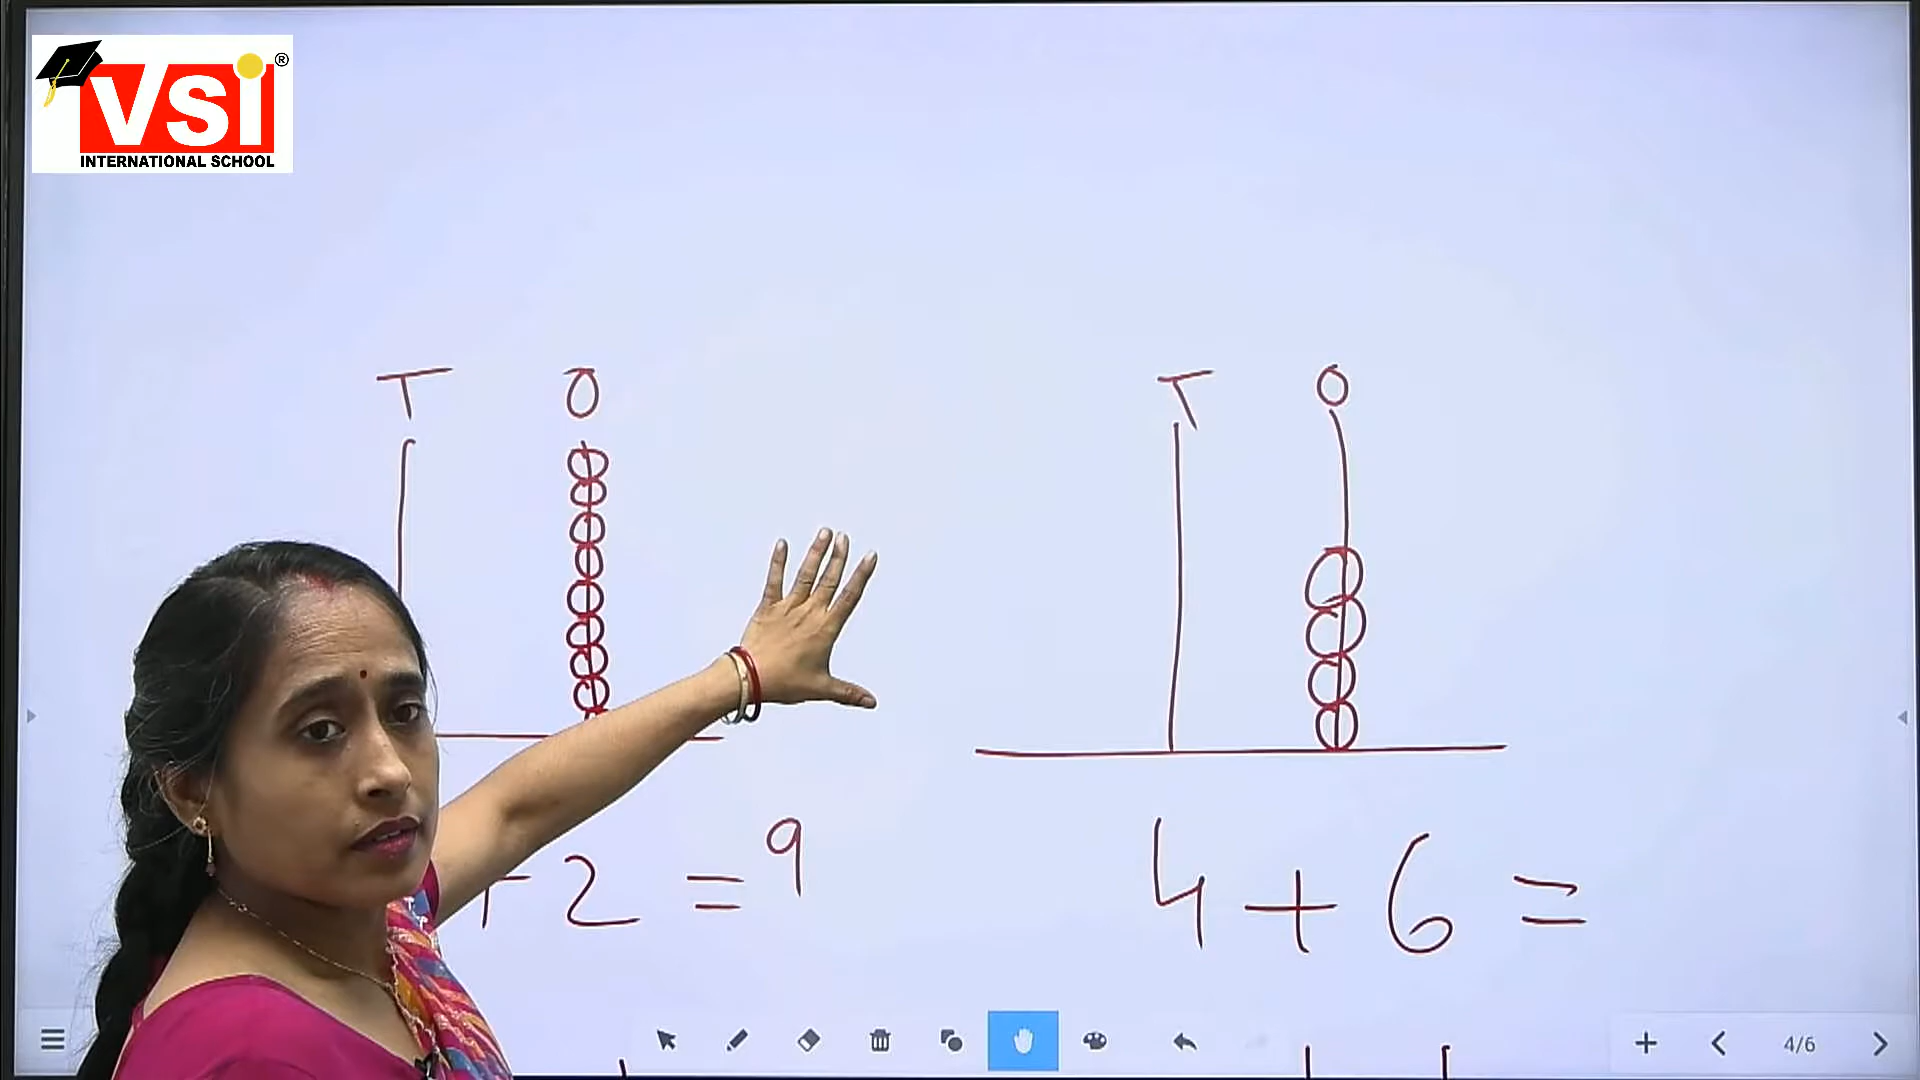 VSI ®
INTERNATIONAL SCHOOL
T O
T O
+ 2 = 9
4 + 6 =
4/6